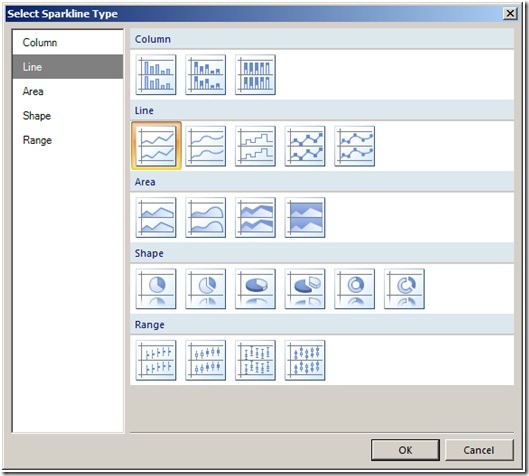 Select Sparkline Type
Column
Line
Area
Shape
Range
Column
Line
Area
Shape
Range
OK
Cancel